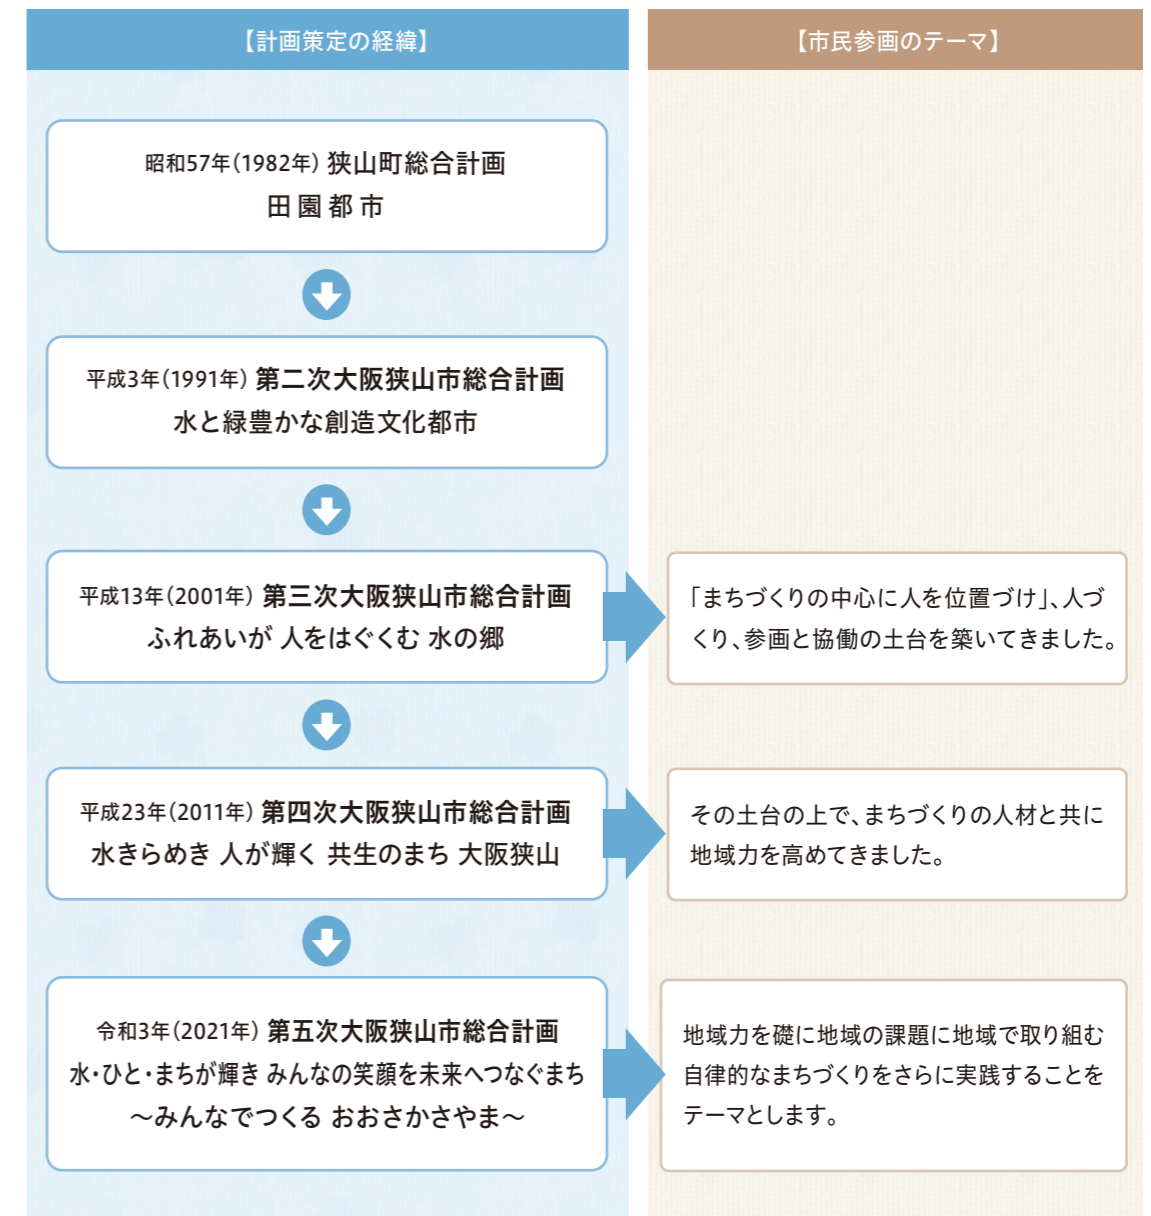 【計画策定の経緯】
【市民参画のテーマ】
昭和57年(1982年) 狭山町総合計画
田園都市
平成3年(1991年) 第二次大阪狭山市総合計画
水と緑豊かな創造文化都市
平成13年(2001年) 第三次大阪狭山市総合計画
ふれあいが 人をはぐくむ 水の郷
「まちづくりの中心に人を位置づけ」、人づ
くり、参画と協働の土台を築いてきました。
平成23年(2011年) 第四次大阪狭山市総合計画
水きらめき 人が輝く 共生のまち 大阪狭山
その土台の上で、まちづくりの人材と共に
地域力を高めてきました。
令和3年(2021年) 第五次大阪狭山市総合計画
水・ひと・まちが輝き みんなの笑顔を未来へつなぐまち
～みんなでつくる おおさかさやま～
地域力を礎に地域の課題に地域で取り組む
自律的なまちづくりをさらに実践することを
テーマとします。